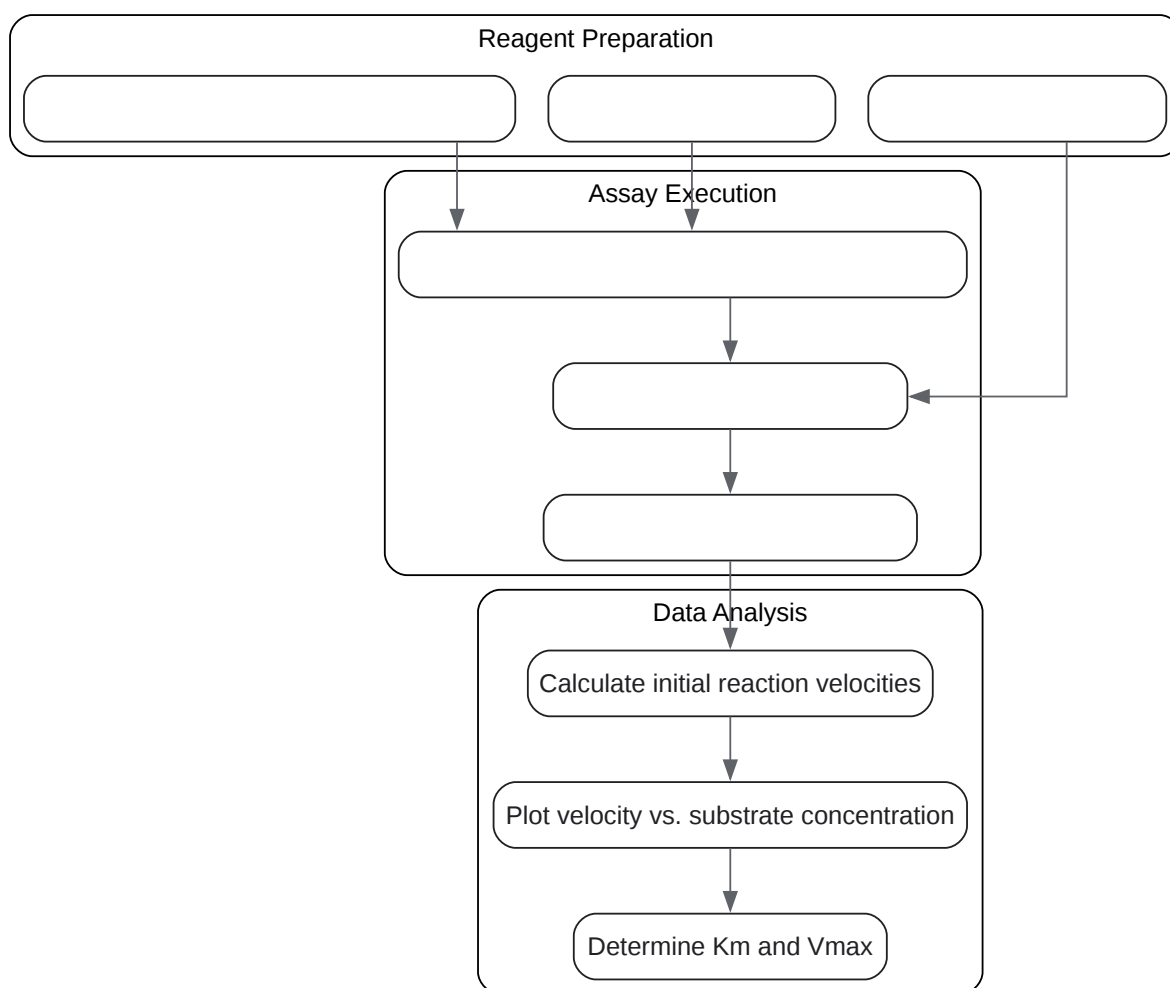 Reagent Preparation
Assay Execution
Data Analysis
Calculate initial reaction velocities
Plot velocity vs. substrate concentration
Determine Km and Vmax